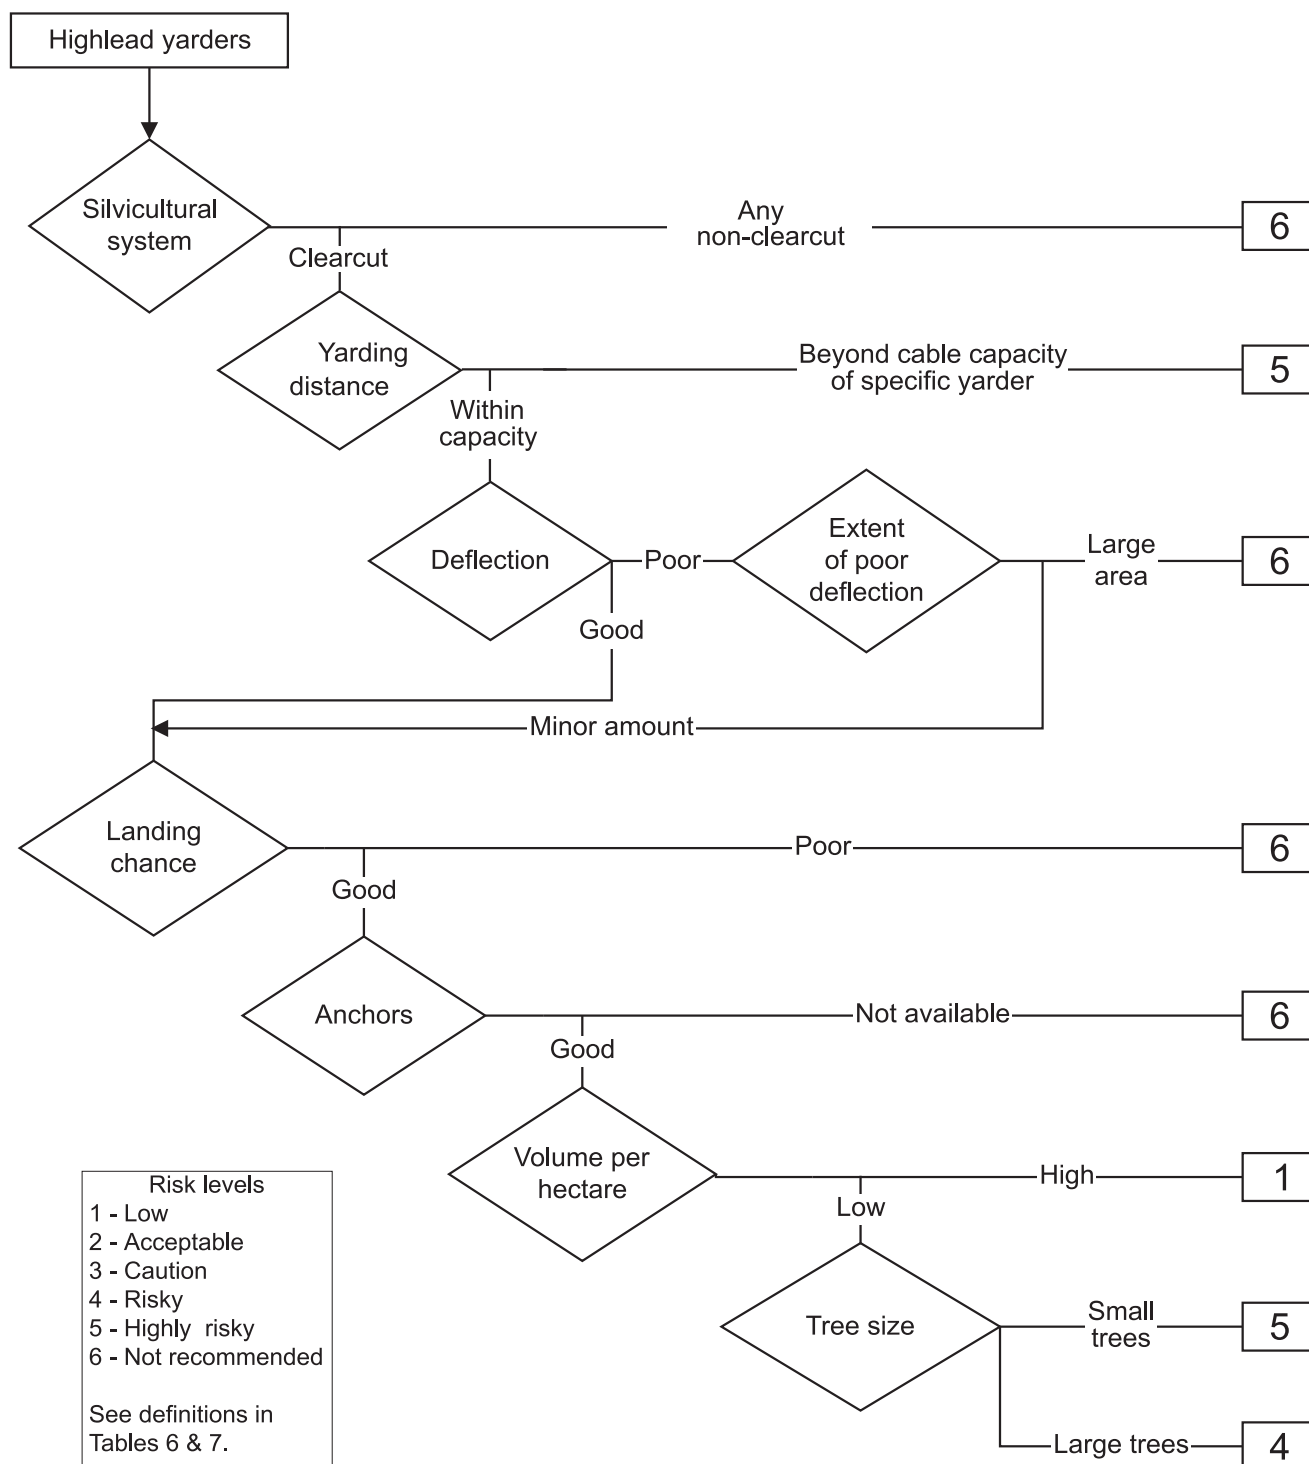 Highlead yarders
Silvicultural
system
Any
non-clearcut
6
Clearcut
Yarding
distance
Beyond cable capacity
of specific yarder
5
Within
capacity
Deflection
Poor
Extent
of poor
deflection
Large
area
6
Good
Minor amount
Landing
chance
Poor
6
Good
Anchors
Not available
6
Good
Volume per
hectare
High
1
Low
Tree size
Small
trees
5
Large trees
4
Risk levels
1 - Low
2 - Acceptable
3 - Caution
4 - Risky
5 - Highly risky
6 - Not recommended
See definitions in
Tables 6 & 7.